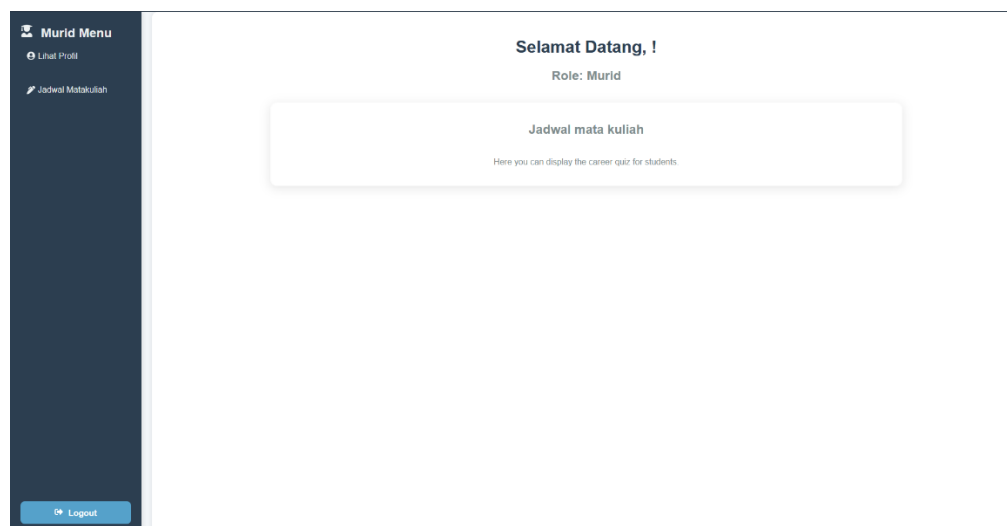 Murid Menu
Lihat Profil
Jadwal Matakuliah
Selamat Datang, !
Role: Murid
Jadwal mata kuliah
Here you can display the career quiz for students
Logout